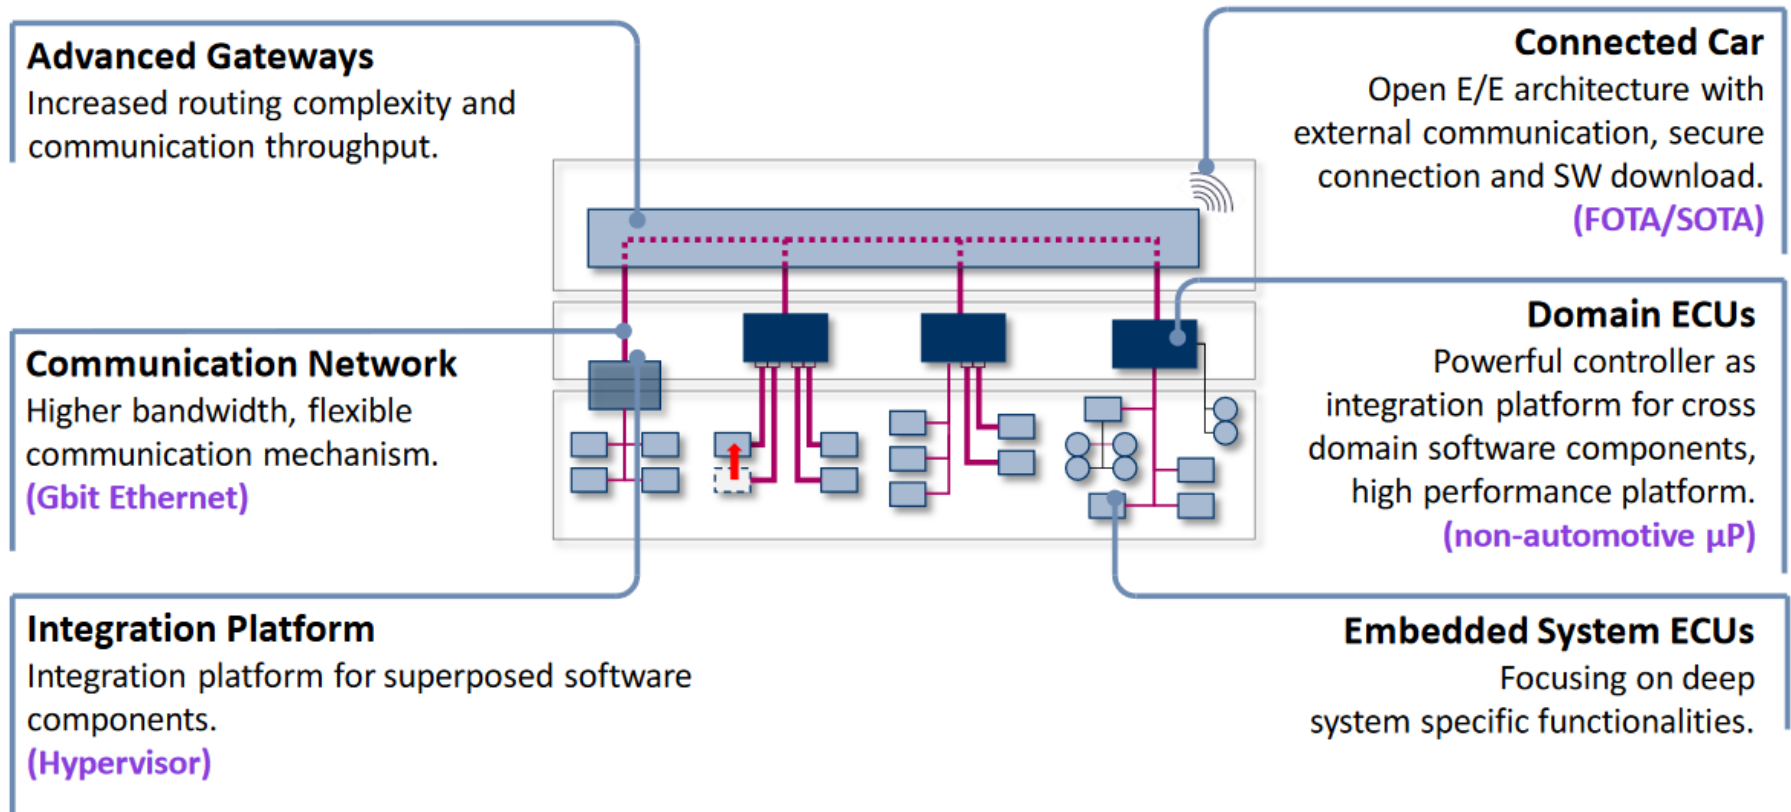 Advanced Gateways
Increased routing complexity and
communication throughput.
Connected Car
Open E/E architecture with
external communication, secure
connection and SW download.
(FOTA/SOTA)
Communication Network
Higher bandwidth, flexible
communication mechanism.
(Gbit Ethernet)
Domain ECUs
Powerful controller as
integration platform for cross
domain software components,
high performance platform.
(non-automotive µP)
Integration Platform
Integration platform for superposed software
components.
(Hypervisor)
Embedded System ECUs
Focusing on deep
system specific functionalities.